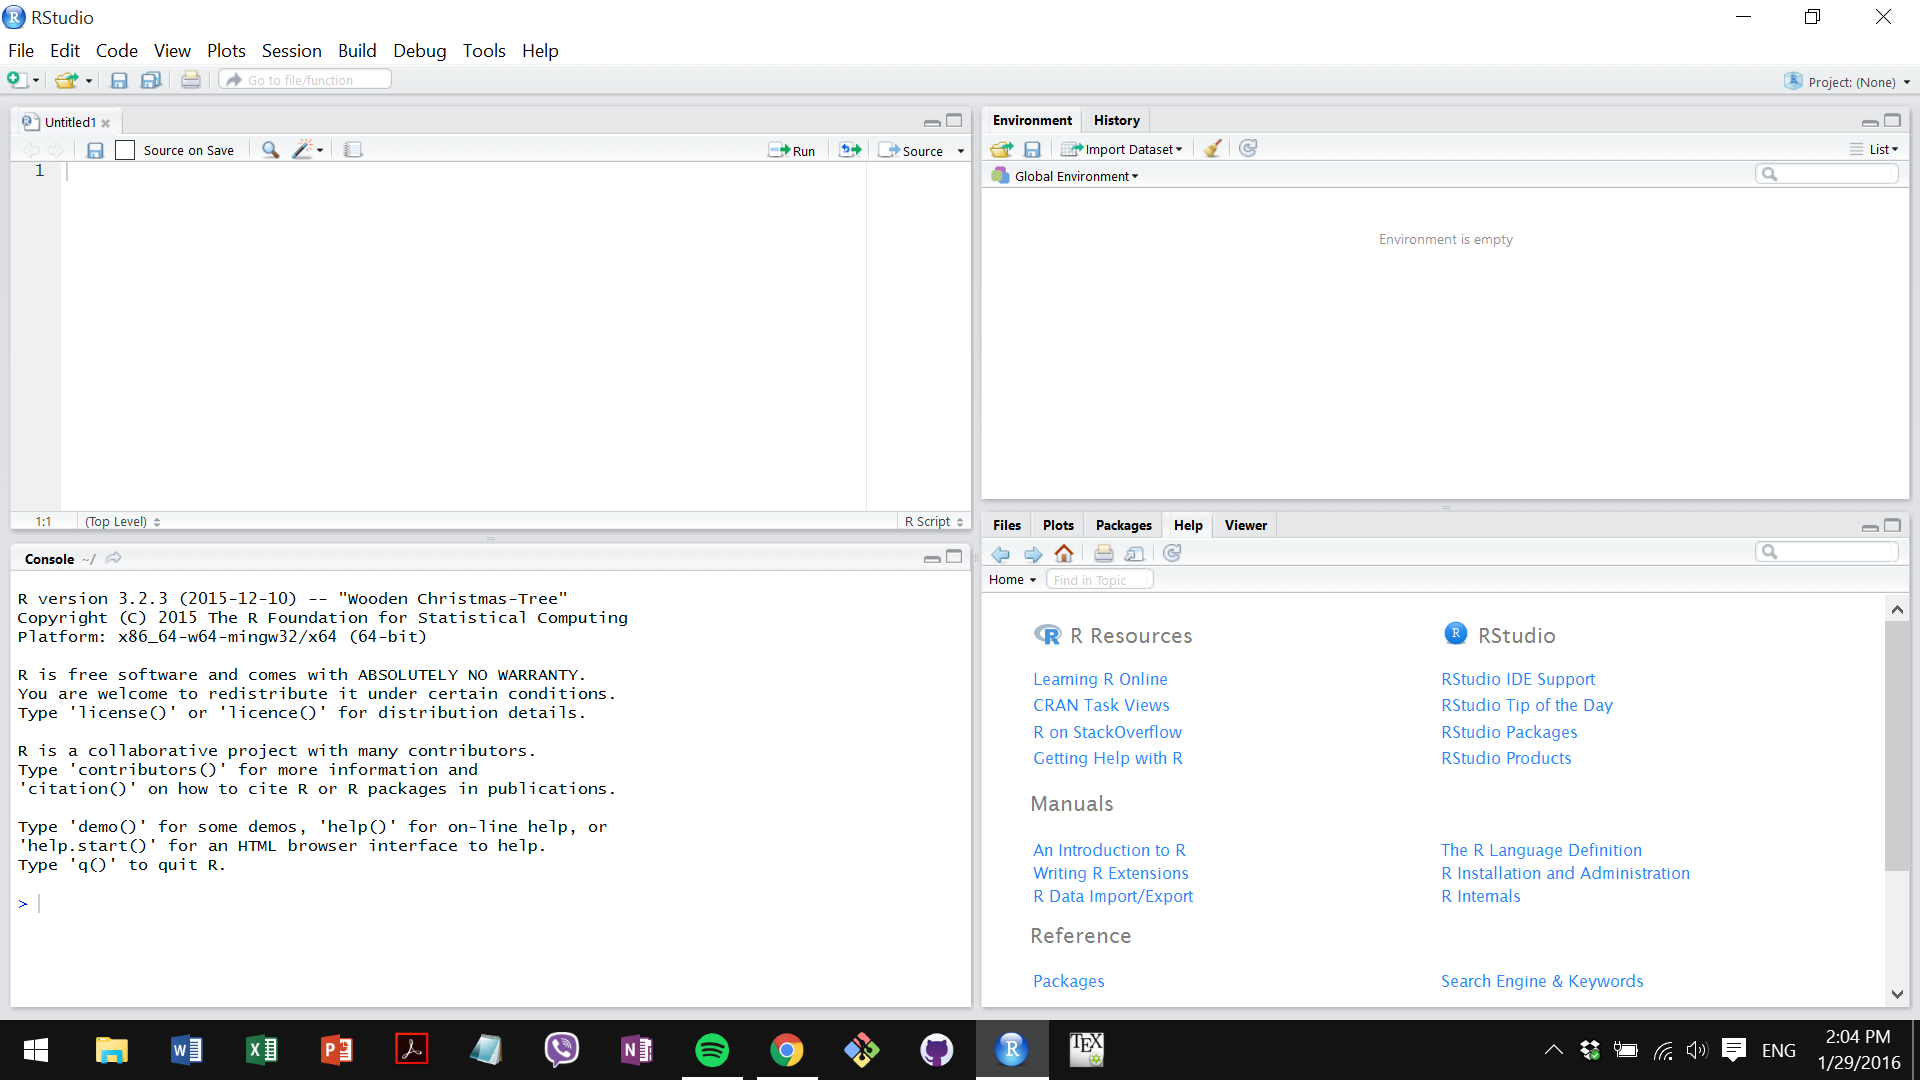 RStudio
File Edit Code View Plots Session Build Debug Tools Help
Go to file/function
Project: (None)
Untitled1
Source on Save
Run
Source
1
1:1
(Top Level)
R Script
Console ~/
R version 3.2.3 (2015-12-10) -- "Wooden Christmas-Tree"
Copyright (C) 2015 The R Foundation for Statistical Computing
Platform: x86_64-w64-mingw32/x64 (64-bit)
R is free software and comes with ABSOLUTELY NO WARRANTY.
You are welcome to redistribute it under certain conditions.
Type 'license()' or 'licence()' for distribution details.
R is a collaborative project with many contributors.
Type 'contributors()' for more information and
'citation()' on how to cite R or R packages in publications.
Type 'demo()' for some demos, 'help()' for on-line help, or
'help.start()' for an HTML browser interface to help.
Type 'q()' to quit R.
>
Environment History
Import Dataset
List
Global Environment
Environment is empty
Files Plots Packages Help Viewer
Home
Find in Topic
R Resources
Learning R Online
CRAN Task Views
R on StackOverflow
Getting Help with R
RStudio
RStudio IDE Support
RStudio Tip of the Day
RStudio Packages
RStudio Products
Manuals
An Introduction to R
Writing R Extensions
R Data Import/Export
The R Language Definition
R Installation and Administration
R Internals
Reference
Packages
Search Engine & Keywords
TEX
ENG
2:04 PM
1/29/2016